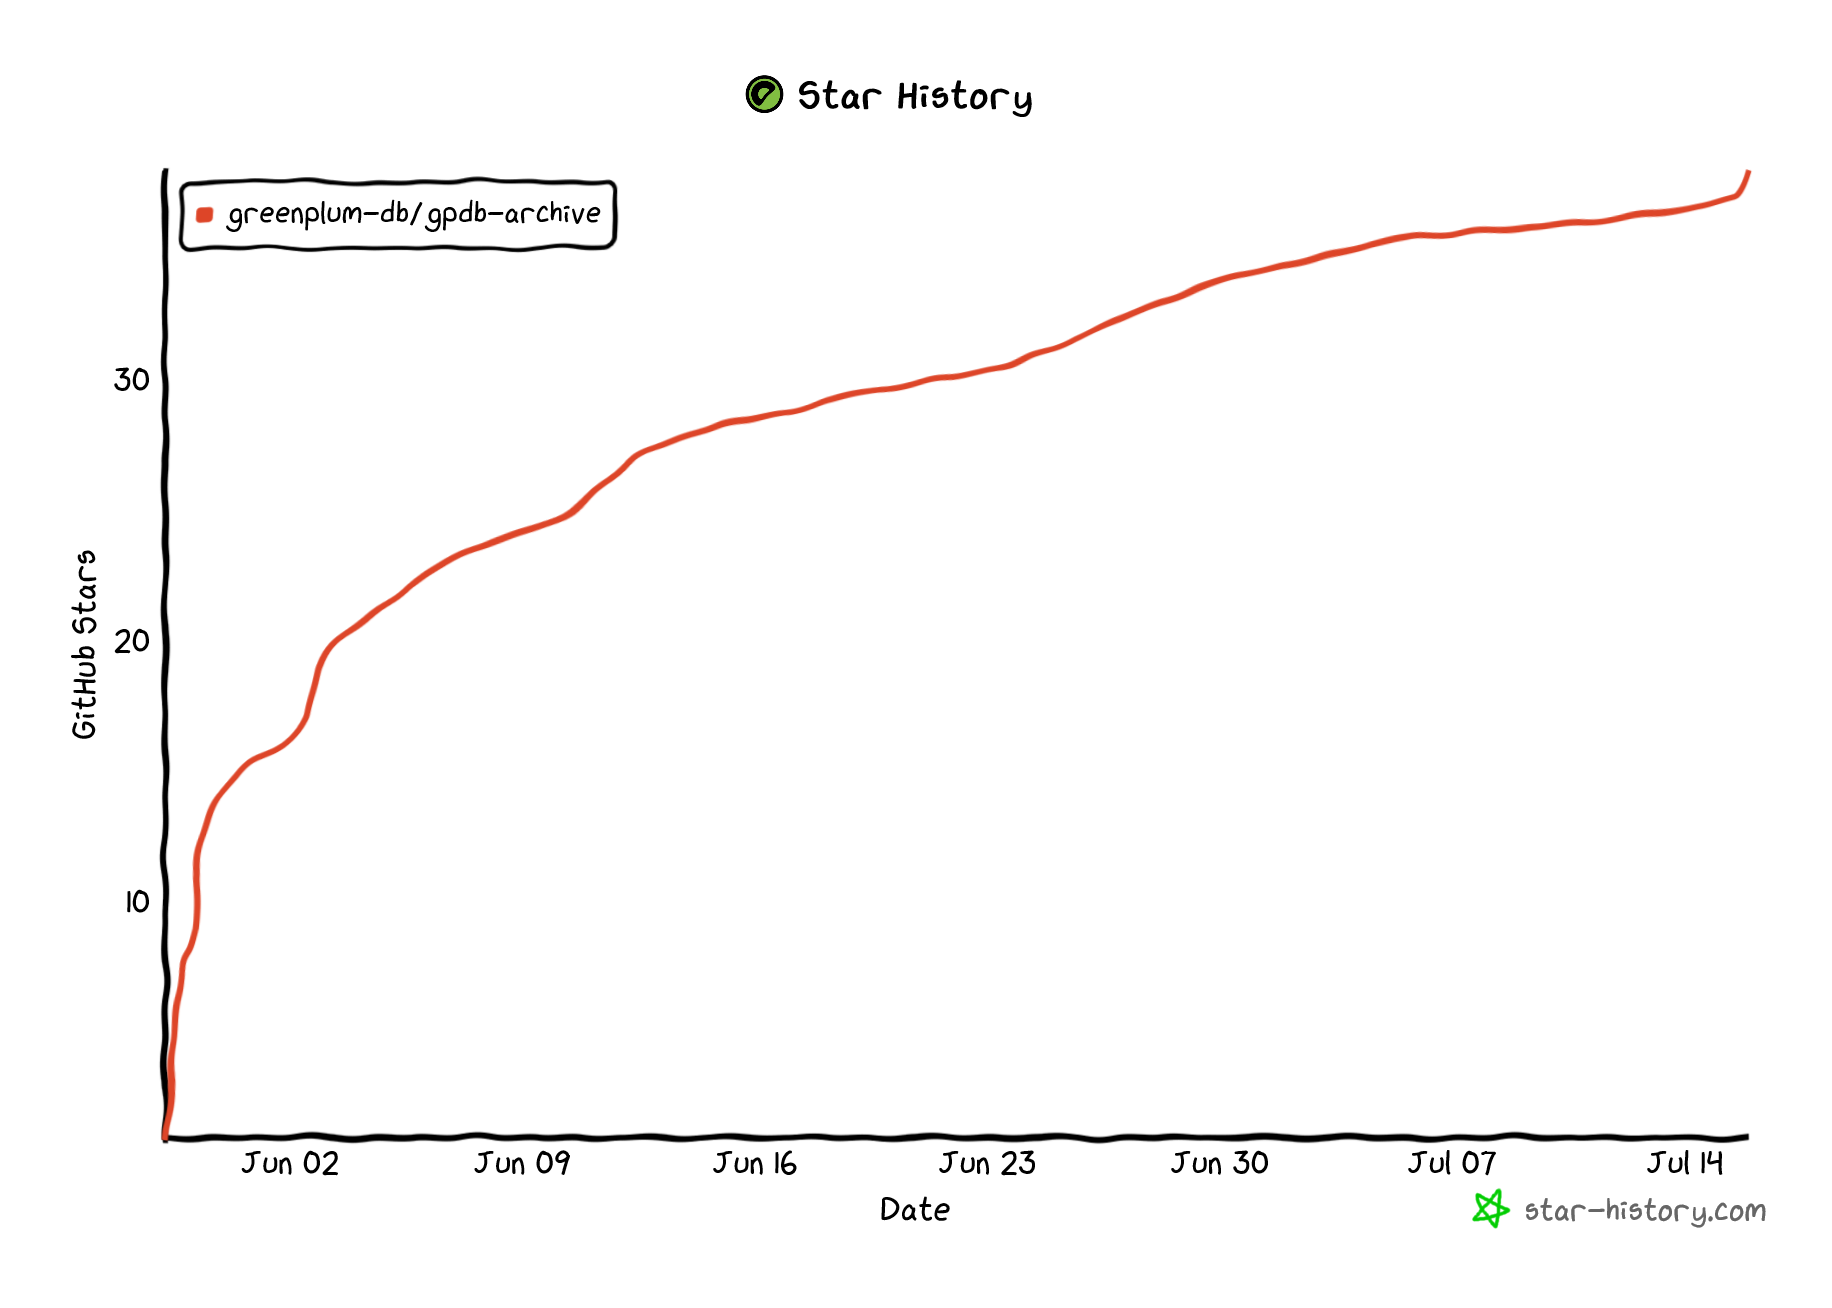 Star History
greenplum-db/gpdb-archive
GitHub Stars
30
20
10
Jun 02 Jun 09 Jun 16 Jun 23 Jun 30 Jul 07 Jul 14
Date
star-history.com